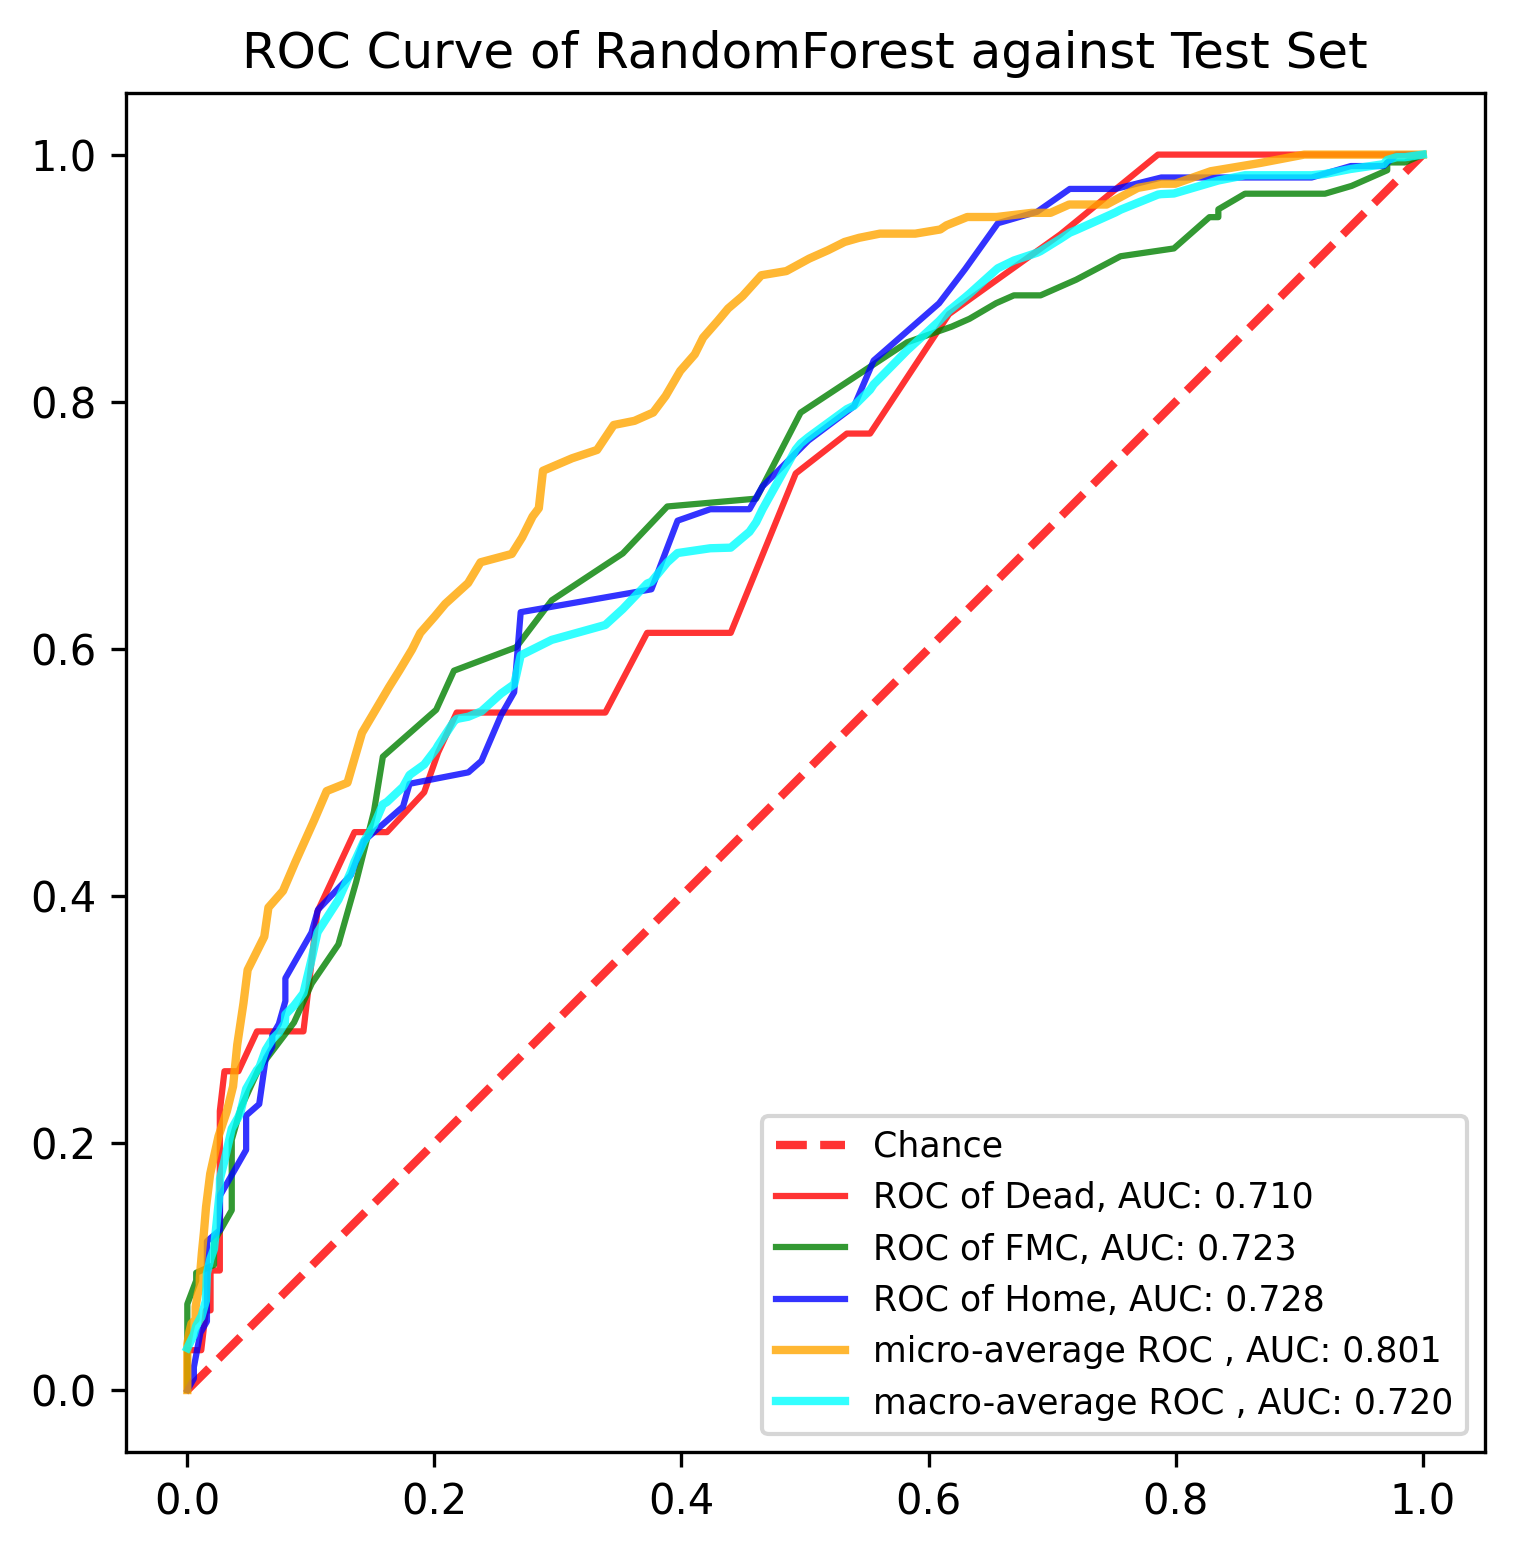 ROC Curve of RandomForest against Test Set
1.0
0.8
0.6
0.4
0.2
0.0
0.0 0.2 0.4 0.6 0.8 1.0
Chance
ROC of Dead, AUC: 0.710
ROC of FMC, AUC: 0.723
ROC of Home, AUC: 0.728
micro-average ROC , AUC: 0.801
macro-average ROC , AUC: 0.720